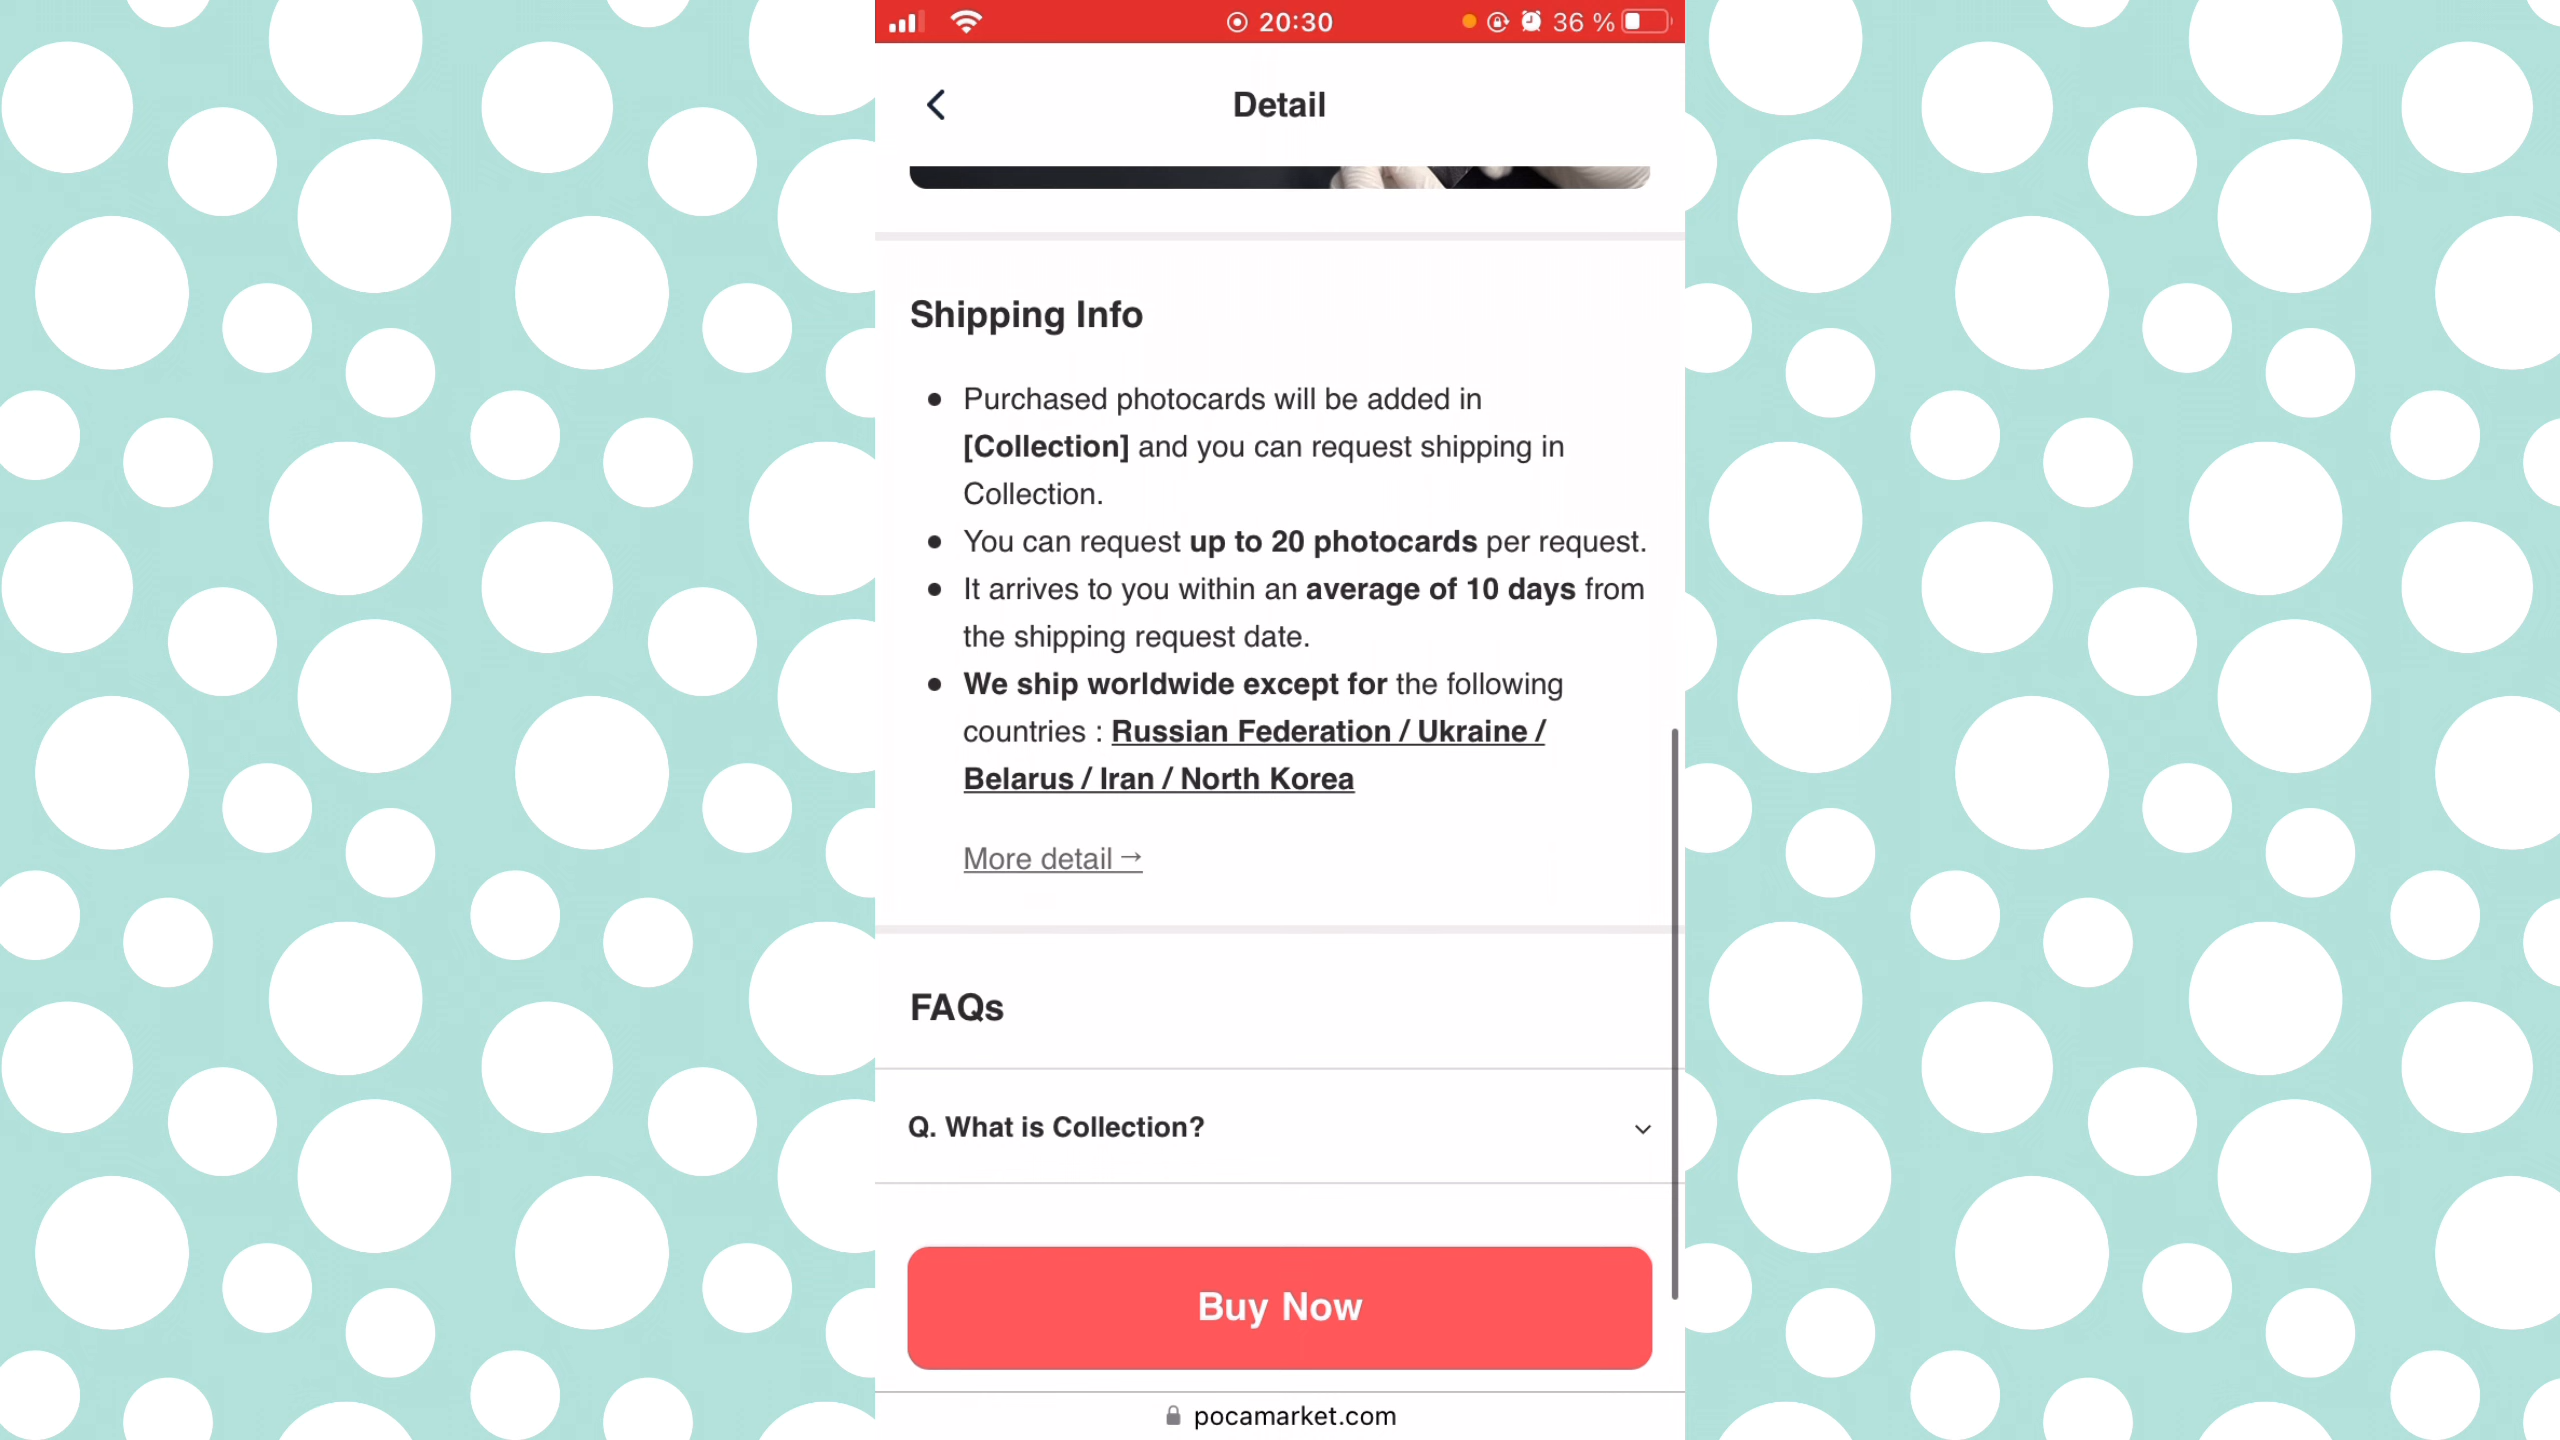 20:30
36 %
Detail
Shipping Info
Purchased photocards will be added in
[Collection] and you can request shipping in
Collection.
You can request up to 20 photocards per request.
It arrives to you within an average of 10 days from
the shipping request date.
We ship worldwide except for the following
countries : Russian Federation / Ukraine /
Belarus / Iran / North Korea
More detail →
FAQs
Q. What is Collection?
Buy Now
pocamarket.com